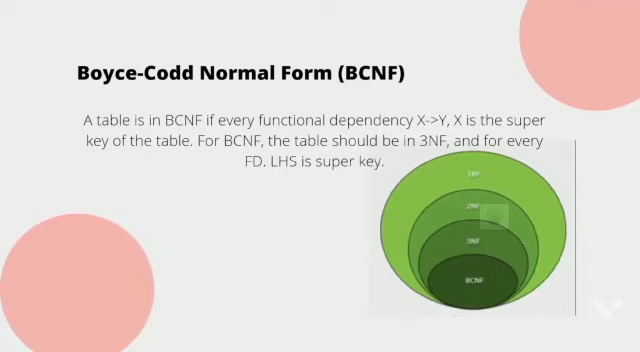 Boyce-Codd Normal Form (BCNF)
A table is in BCNF if every functional dependency X->Y, X is the super
key of the table. For BCNF, the table should be in 3NF, and for every
FD. LHS is super key.
1NF
2NF
3NF
BCNF